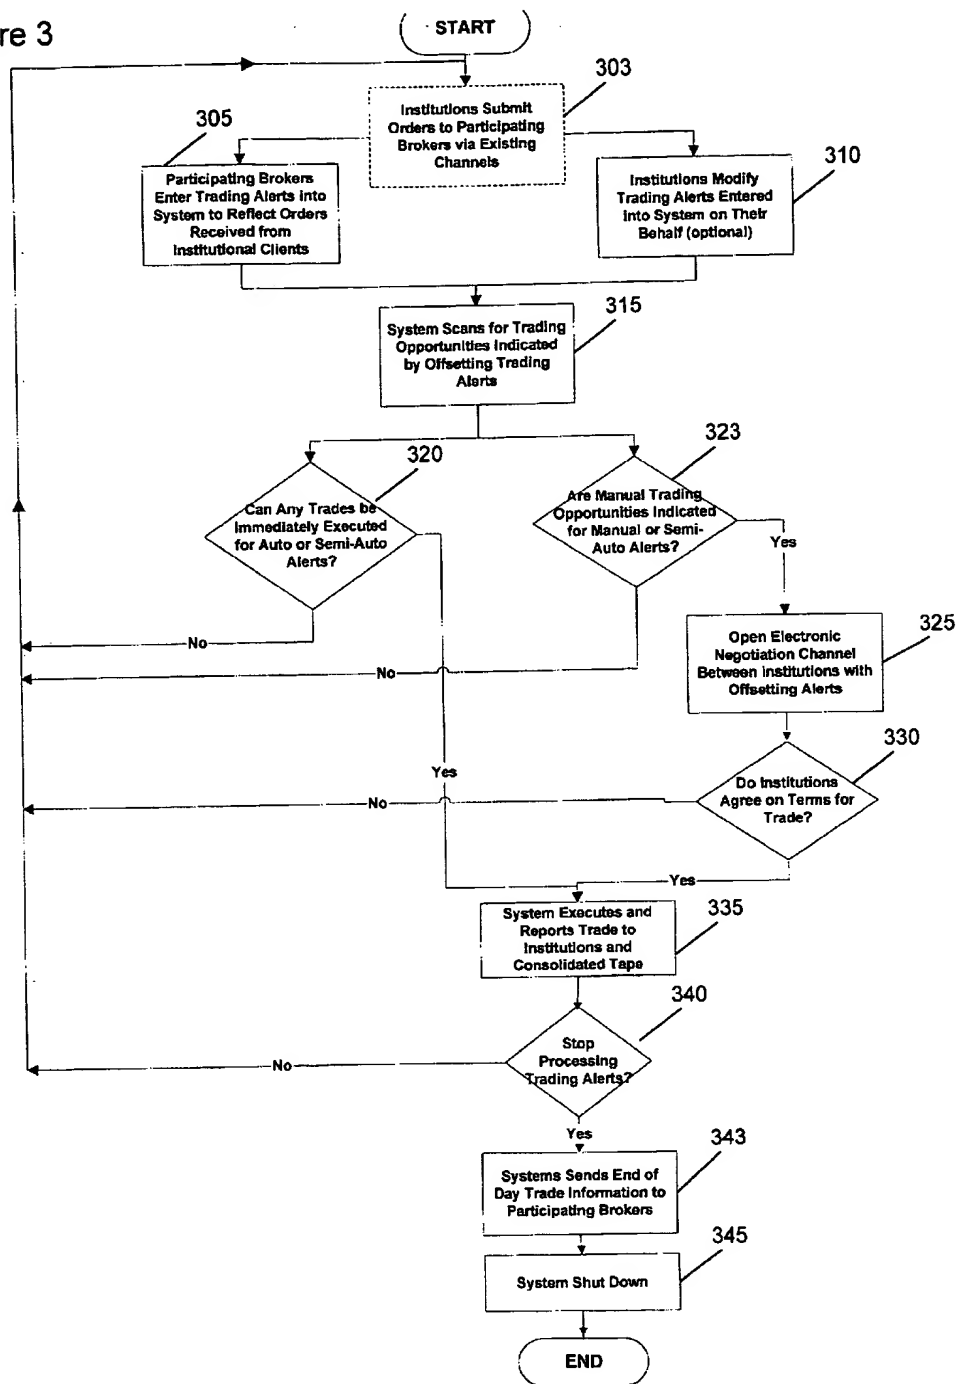 re 3
START
303
Institutions Submit
Orders to Participating
Brokers via Existing
Channels
305
Participating Brokers
Enter Trading Alerts into
System to Reflect Orders
Received from
Institutional Clients
310
Institutions Modify
Trading Alerts Entered
into System on Their
Behalf (optional)
315
System Scans for Trading
Opportunities Indicated
by Offsetting Trading
Alerts
320
Can Any Trades be
Immediately Executed
for Auto or Semi-Auto
Alerts?
323
Are Manual Trading
Opportunities Indicated
for Manual or Semi-
Auto Alerts?
Yes
No
No
325
Open Electronic
Negotiation Channel
Between Institutions with
Offsetting Alerts
330
Do Institutions
Agree on Terms for
Trade?
Yes
No
Yes
335
System Executes and
Reports Trade to
Institutions and
Consolidated Tape
340
Stop
Processing
Trading Alerts?
No
Yes
343
Systems Sends End of
Day Trade Information to
Participating Brokers
345
System Shut Down
END